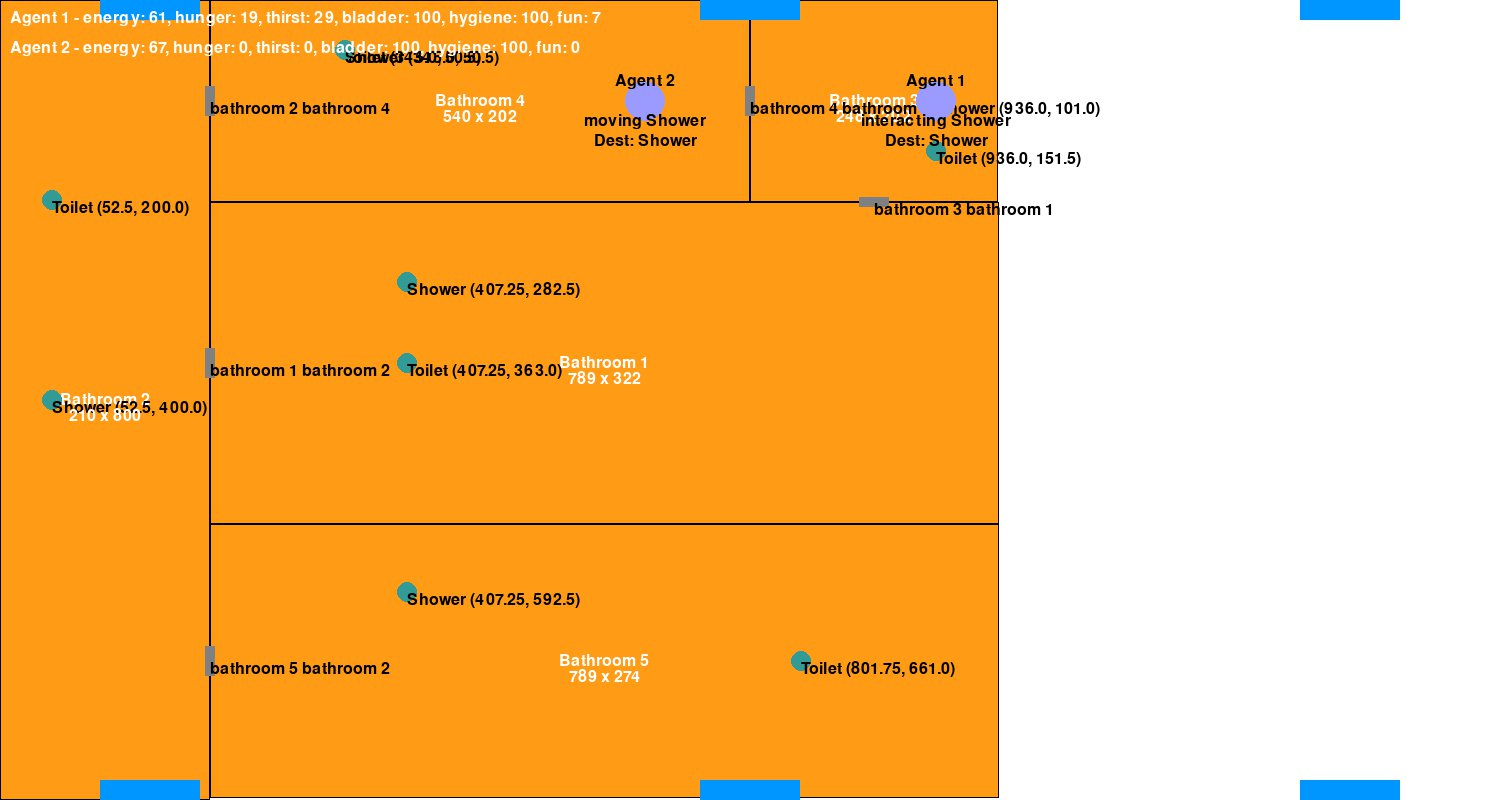 Agent 1 - energy: 61, hunger: 19, thirst: 29, bladder: 100, hygiene: 100, fun: 7
Agent 2 - energy: 67, hunger: 0, thirst: 0, bladder: 100, hygiene: 100, fun: 0
Agent 2
Agent 1
bathroom 2 bathroom 4
Bathroom 4
540 x 202
bathroom 4 bathroom
Bathroom 3
(936.0, 101.0)
moving Shower
Dest: Shower
interacting Shower
Dest: Shower
Toilet (936.0, 151.5)
Toilet (52.5, 200.0)
bathroom 3 bathroom 1
Shower (407.25, 282.5)
bathroom 1 bathroom 2
Toilet (407.25, 363.0)
Bathroom 1
789 x 322
Bathroom 2
210 x 800
Shower (52.5, 400.0)
Shower (407.25, 592.5)
bathroom 5 bathroom 2
Bathroom 5
789 x 274
Toilet (801.75, 661.0)